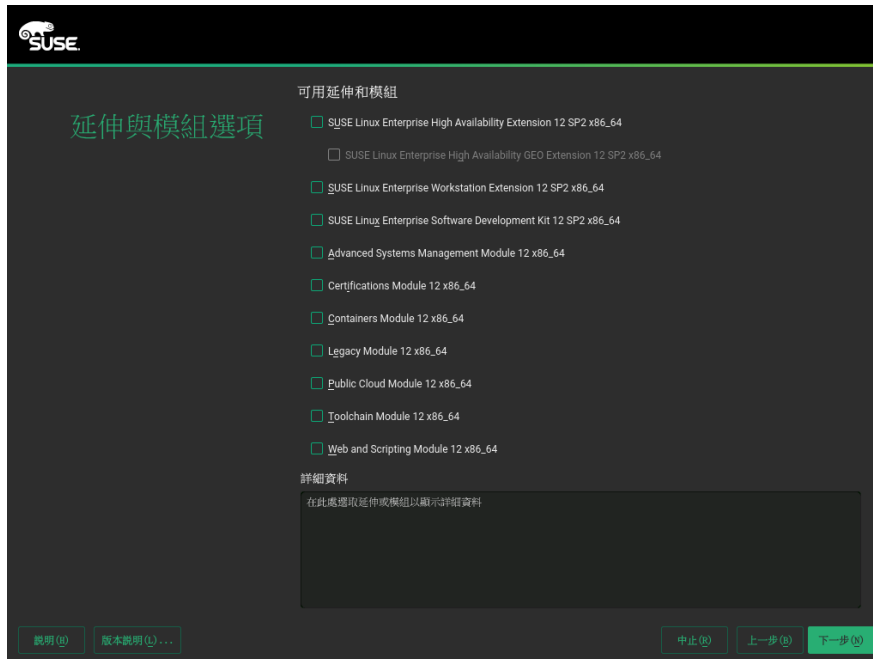 SUSE.
延伸與模組選項
可用延伸和模組
SUSE Linux Enterprise High Availability Extension 12 SP2 x86_64
SUSE Linux Enterprise High Availability GEO Extension 12 SP2 x86_64
SUSE Linux Enterprise Workstation Extension 12 SP2 x86_64
SUSE Linux Enterprise Software Development Kit 12 SP2 x86_64
Advanced Systems Management Module 12 x86_64
Certifications Module 12 x86_64
Containers Module 12 x86_64
Legacy Module 12 x86_64
Public Cloud Module 12 x86_64
Toolchain Module 12 x86_64
Web and Scripting Module 12 x86_64
詳細資料
在此處選取延伸或模組以顯示詳細資料
說明(H) 版本說明(L)... 中止(R) 上一步(B) 下一步(N)